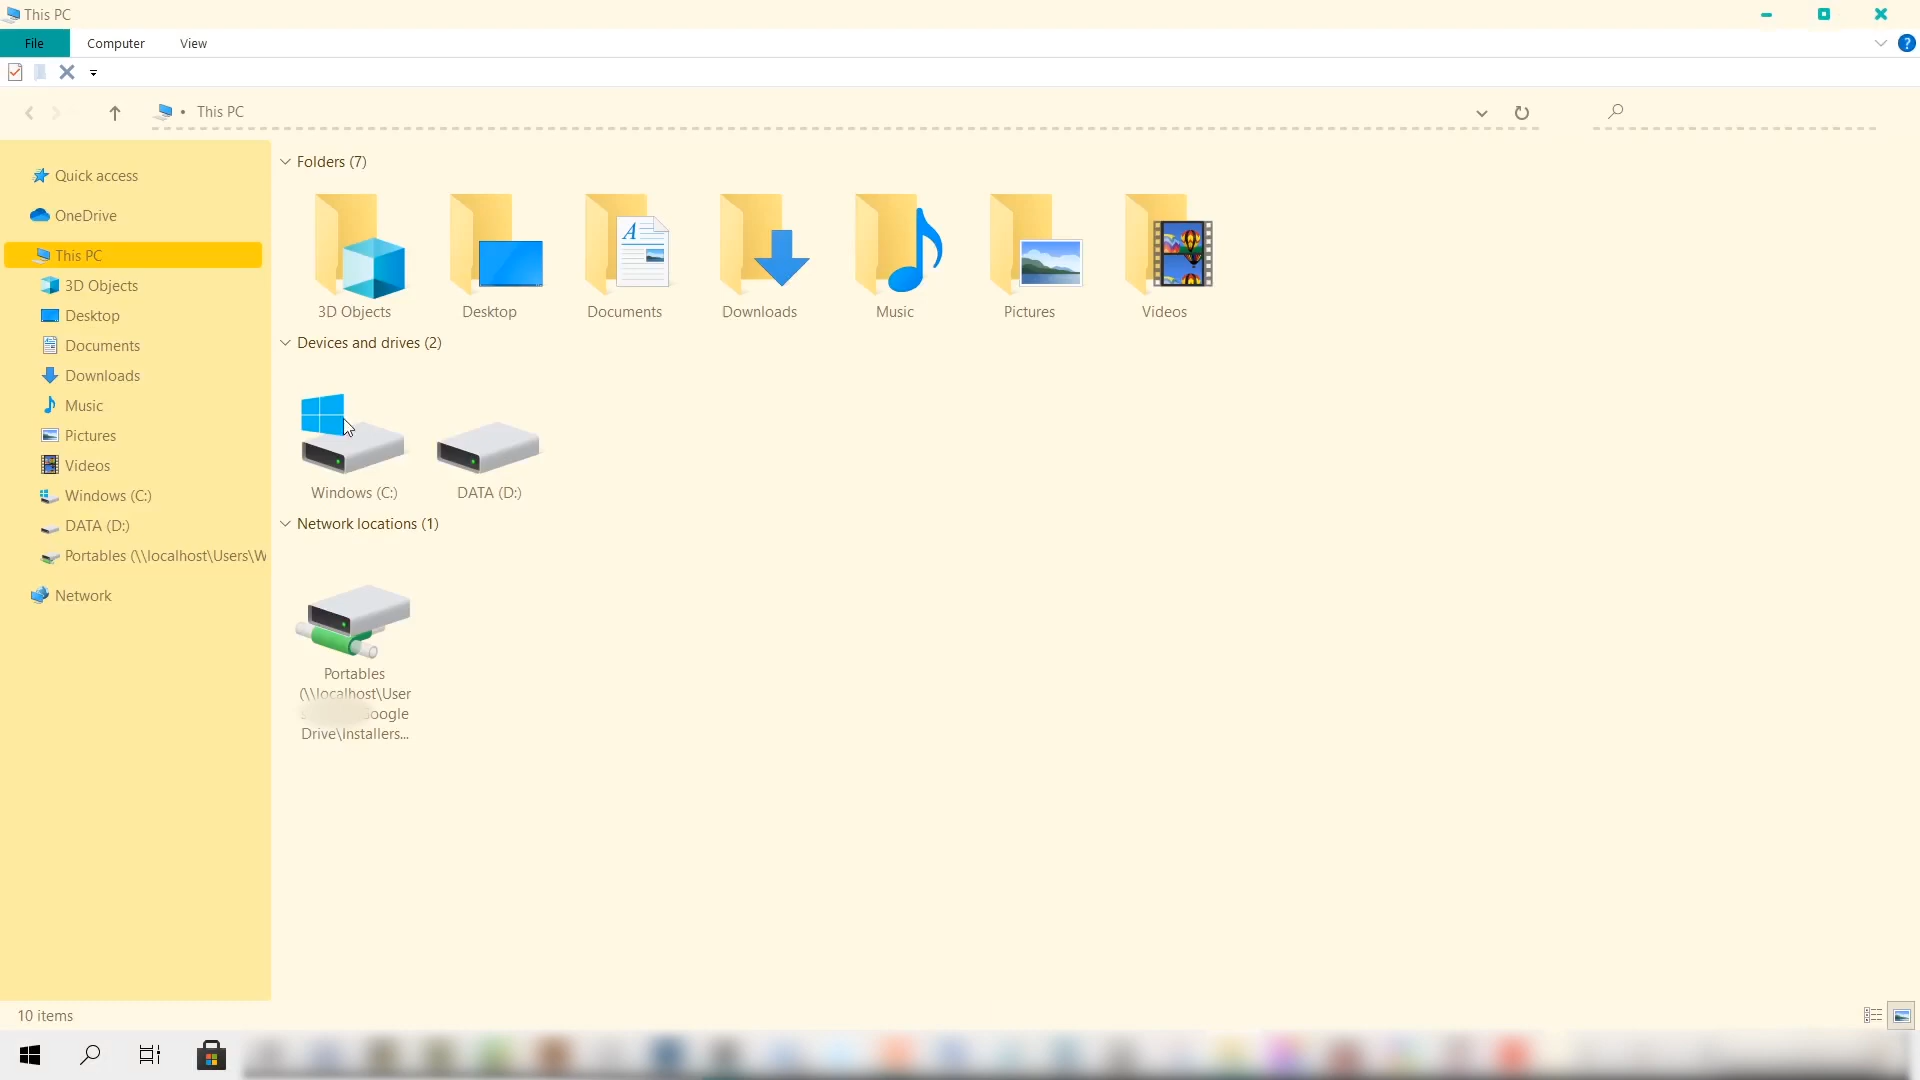 This PC
File
Computer
View
?
This PC
Quick access
OneDrive
This PC
3D Objects
Desktop
Documents
Downloads
Music
Pictures
Videos
Windows (C:)
DATA (D:)
Portables (\\localhost\Users\W
Network
Folders (7)
3D Objects
Desktop
Documents
Downloads
Music
Pictures
Videos
Devices and drives (2)
Windows (C:)
DATA (D:)
Network locations (1)
Portables
(\\localhost\User
Drive\Installers...
10 items